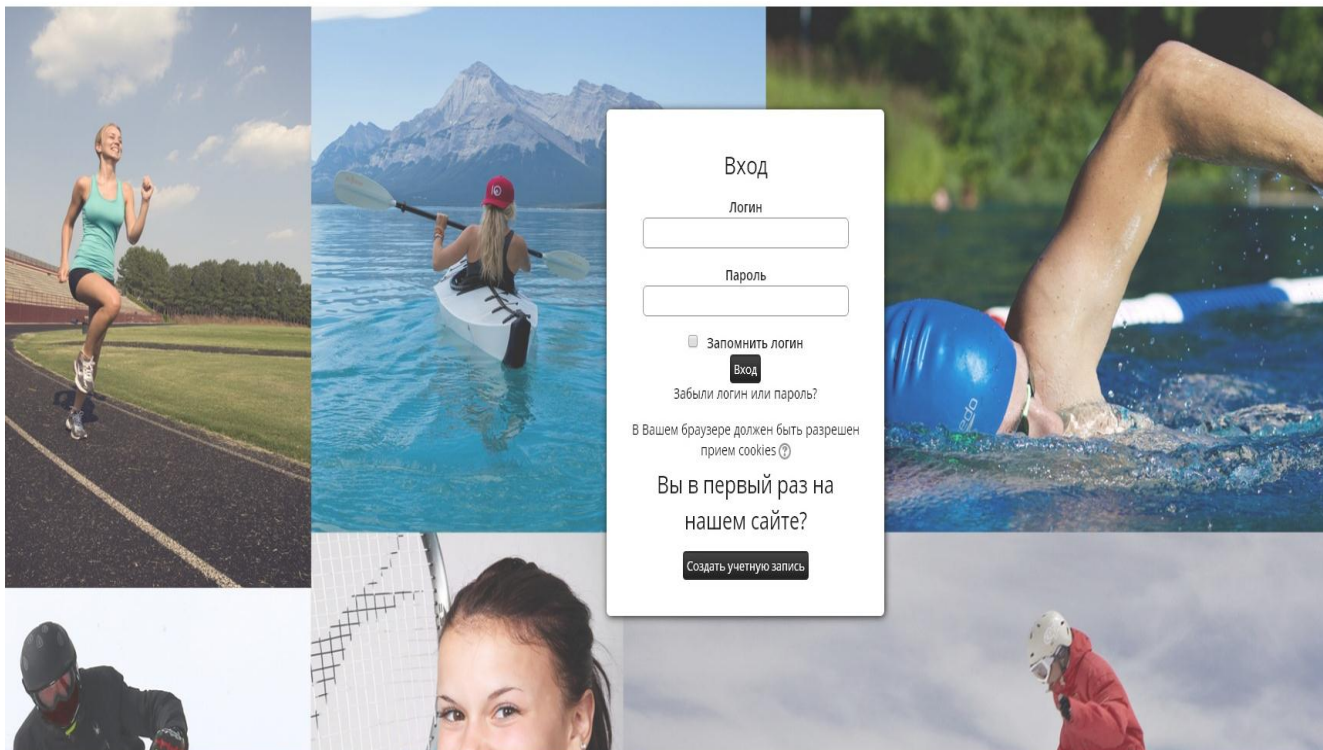 Вход
Логин
Пароль
Запомнить логин
Вход
Забыли логин или пароль?
В Вашем браузере должен быть разрешен
прием cookies
Вы в первый раз на
нашем сайте?
Создать учетную запись